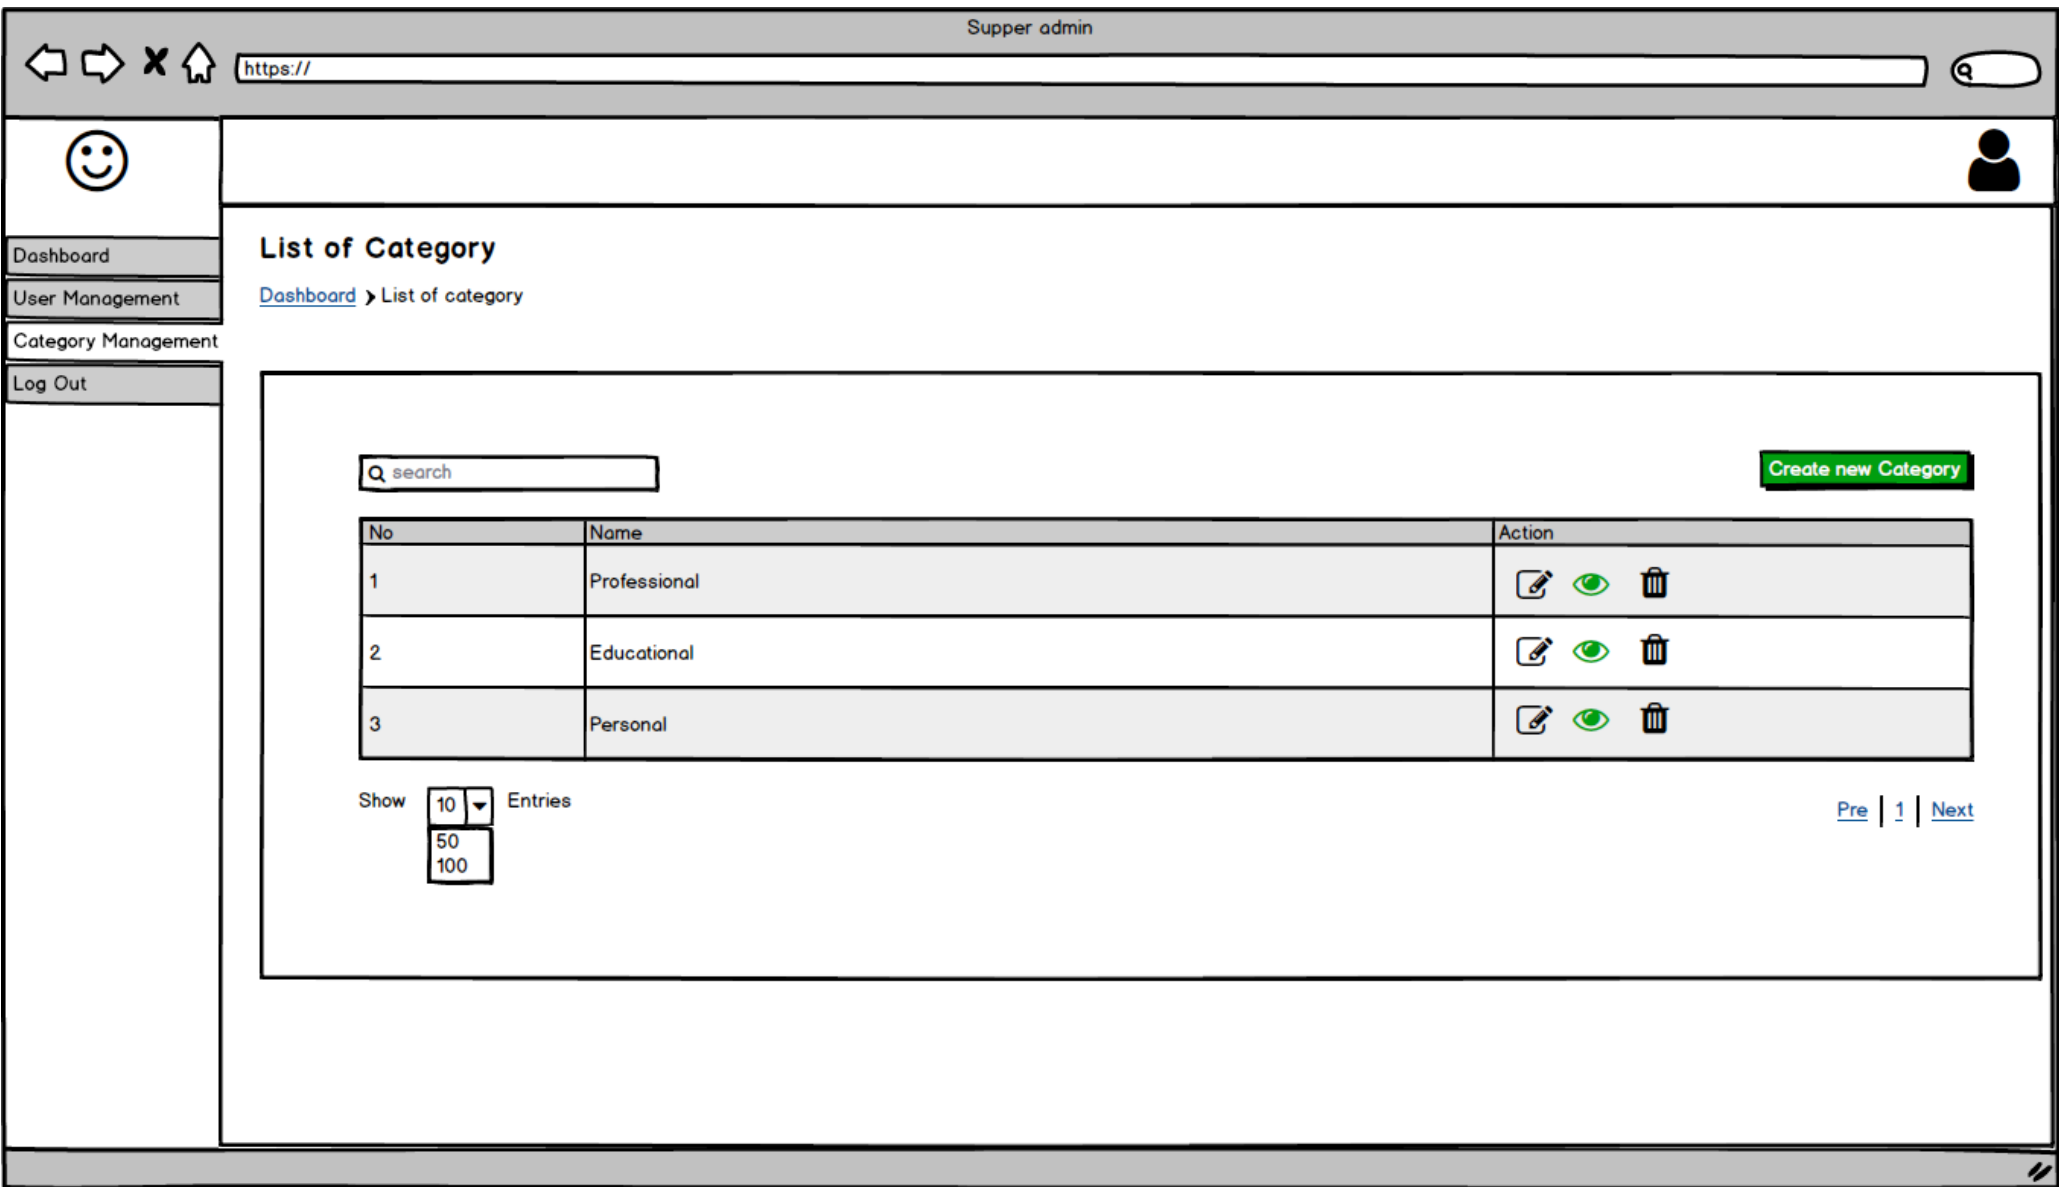 Supper admin
https://
Dashboard
User Management
Category Management
Log Out
List of Category
Dashboard List of category
search
Create new Category
No Name Action
1 Professional
2 Educational
3 Personal
Show 10 Entries
50
100
Pre 1 Next